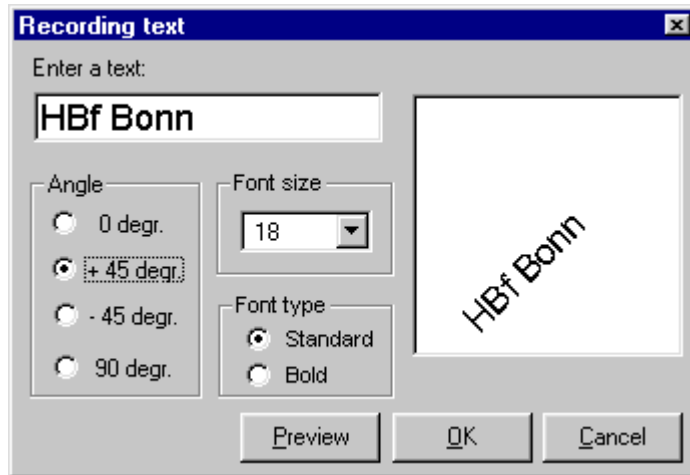 Recording text
Enter a text:
HBf Bonn
Angle
0 degr.
+ 45 degr.
- 45 degr.
90 degr.
Font size
18
Font type
Standard
Bold
HBf Bonn
Preview
OK
Cancel